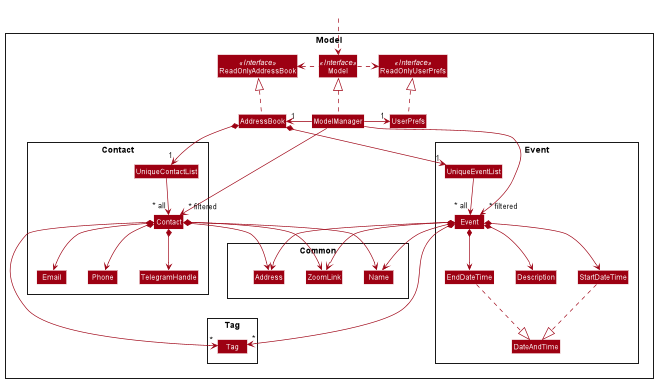 Model
«Interface»
ReadOnlyAddressBook
«Interface»
Model
«Interface»
ReadOnlyUserPrefs
AddressBook
1
ModelManager
1
UserPrefs
Contact
1
UniqueContactList
Event
1
UniqueEventList
* all
* filtered
* all
* filtered
Contact
Event
Common
Email
Phone
TelegramHandle
Address
ZoomLink
Name
EndDateTime
Description
StartDateTime
Tag
*
Tag
*
DateAndTime